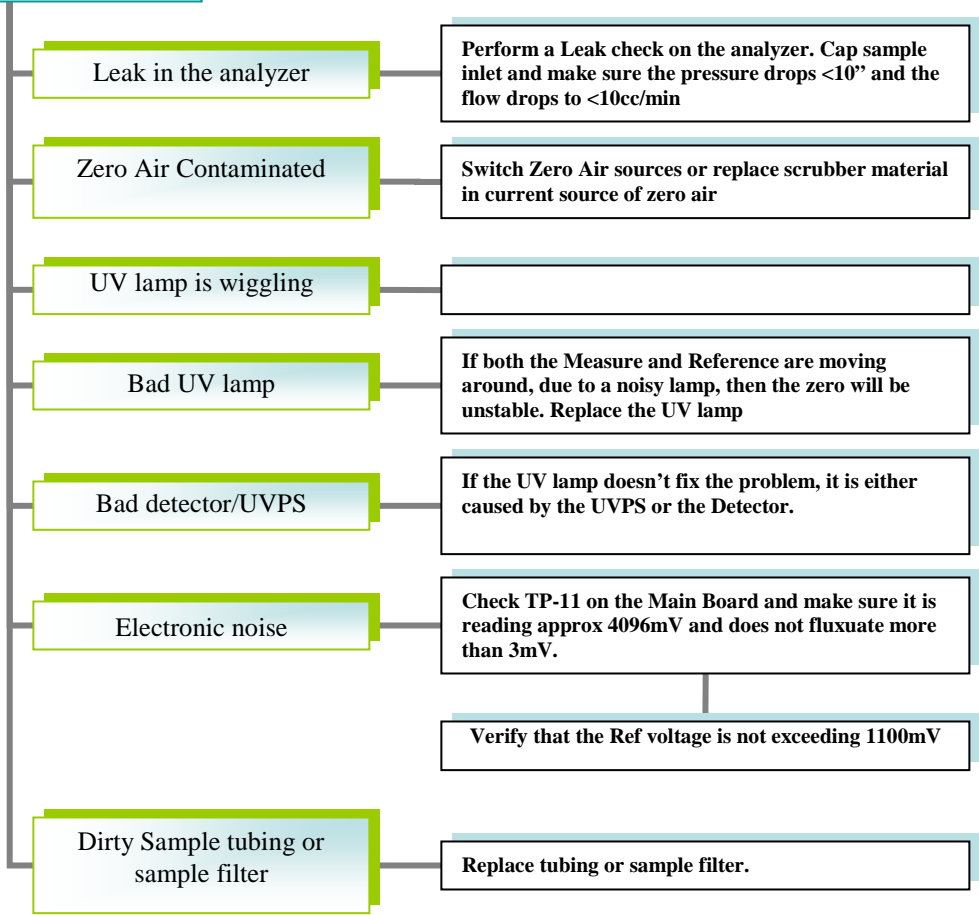 Leak in the analyzer
Perform a Leak check on the analyzer. Cap sample
inlet and make sure the pressure drops <10” and the
flow drops to <10cc/min
Zero Air Contaminated
Switch Zero Air sources or replace scrubber material
in current source of zero air
UV lamp is wiggling
Bad UV lamp
If both the Measure and Reference are moving
around, due to a noisy lamp, then the zero will be
unstable. Replace the UV lamp
Bad detector/UVPS
If the UV lamp doesn’t fix the problem, it is either
caused by the UVPS or the Detector.
Electronic noise
Check TP-11 on the Main Board and make sure it is
reading approx 4096mV and does not fluxuate more
than 3mV.
Verify that the Ref voltage is not exceeding 1100mV
Dirty Sample tubing or
sample filter
Replace tubing or sample filter.